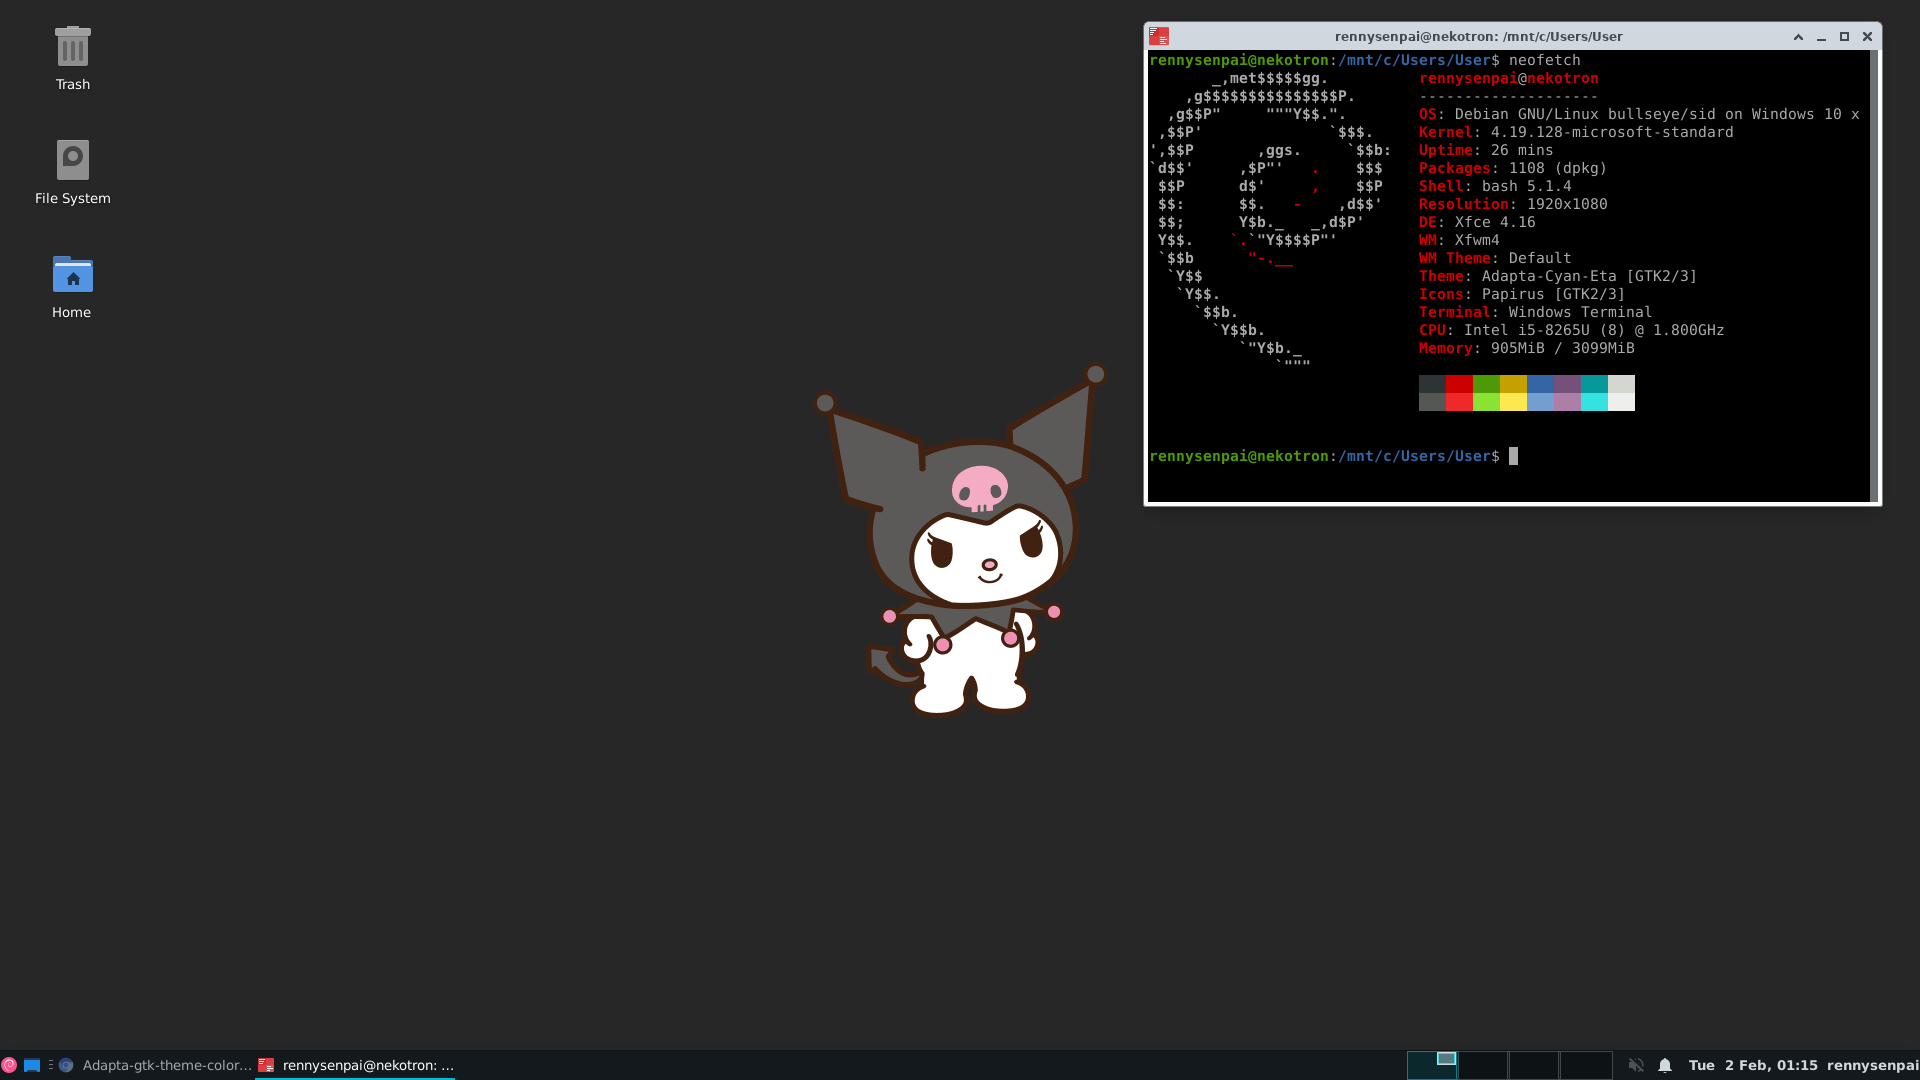 Trash
File System
Home
rennysenpai@nekotron: /mnt/c/Users/User
rennysenpai@nekotron:/mnt/c/Users/User$ neofetch
_,met$$$$$gg.
,g$$$$$$$$$$$$$$$P.
,g$$P"     """Y$$.".
,$$P'              `$$$.
',$$P       ,ggs.     `$$b:
`d$$'     ,$P"'   .    $$$
$$P      d$'     ,    $$P
$$:      $$.   -    ,d$$'
$$;      Y$b._   _,d$P'
Y$$.    `.`"Y$$$$P"'
`$$b      "-.__
`Y$$
`Y$$.
`$$b.
`Y$$b.
`"Y$b._
`"""
rennysenpai@nekotron
--------------------
OS: Debian GNU/Linux bullseye/sid on Windows 10 x
Kernel: 4.19.128-microsoft-standard
Uptime: 26 mins
Packages: 1108 (dpkg)
Shell: bash 5.1.4
Resolution: 1920x1080
DE: Xfce 4.16
WM: Xfwm4
WM Theme: Default
Theme: Adapta-Cyan-Eta [GTK2/3]
Icons: Papirus [GTK2/3]
Terminal: Windows Terminal
CPU: Intel i5-8265U (8) @ 1.800GHz
Memory: 905MiB / 3099MiB
rennysenpai@nekotron:/mnt/c/Users/User$
Adapta-gtk-theme-color...
rennysenpai@nekotron: ...
Tue  2 Feb, 01:15  rennysenpai